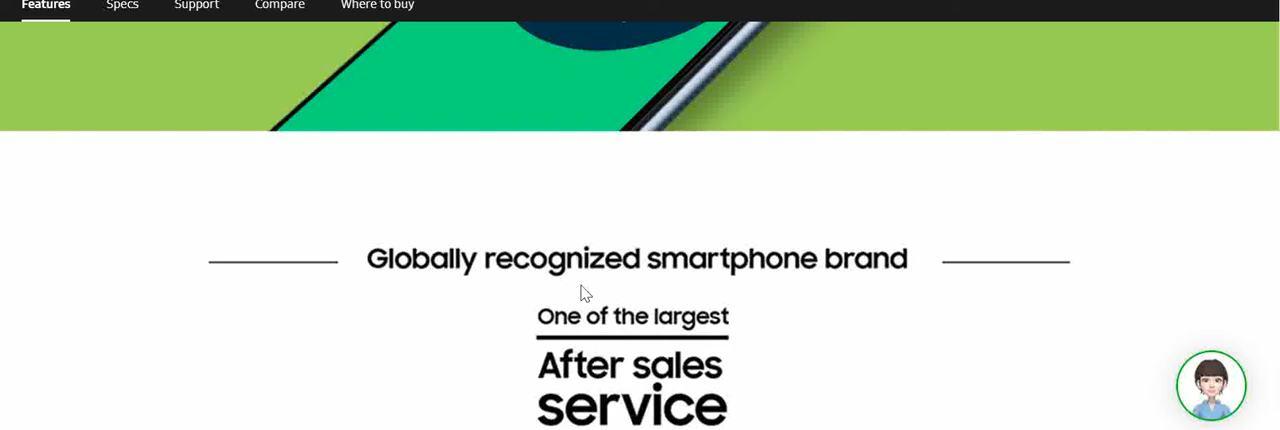 Features Specs Support Compare Where to buy
Globally recognized smartphone brand
One of the largest
After sales
service